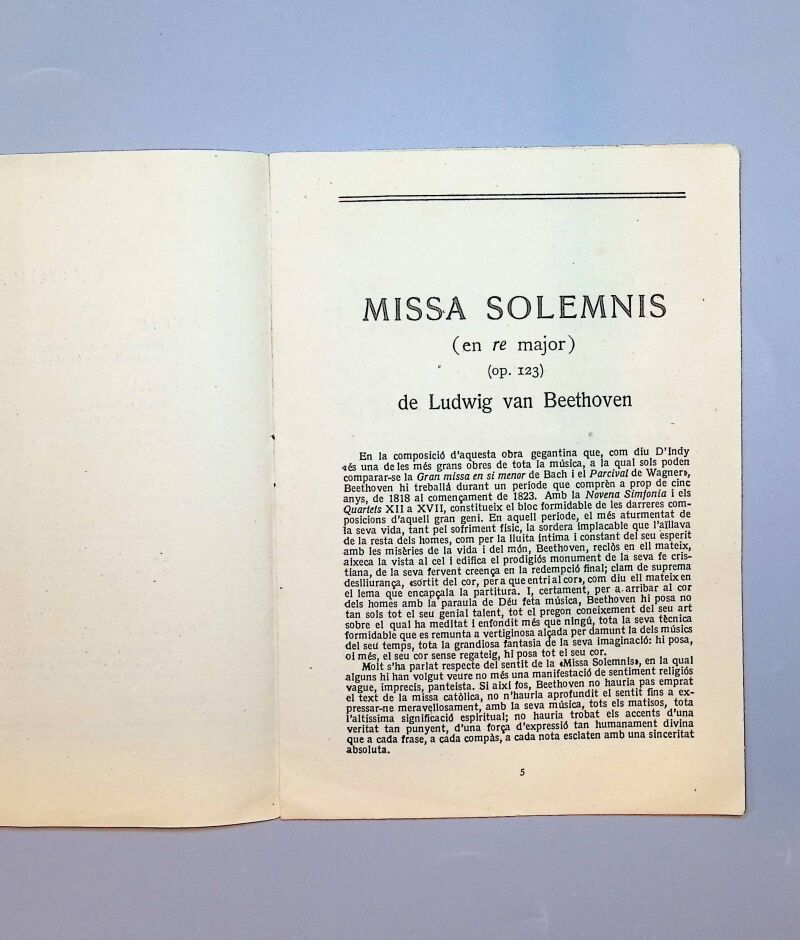 MISSA SOLEMNIS
(en re major)
(op. 123)
de Ludwig van Beethoven
En la composició d'aquesta obra gegantina que, com diu D'Indy
«és una de les més grans obres de tota la música, a la qual sols poden
comparar-se la Gran missa en si menor de Bach i el Parcival de Wagner»,
Beethoven hi treballà durant un periode que comprèn a prop de cinc
anys, de 1818 al començament de 1823. Amb la Novena Simfonia i els
Quartets XII a XVII, constitueix el bloc formidable de les darreres com-
posicions d'aquell gran geni. En aquell periode, el més aturmentat de
la seva vida, tant pel sofriment físic, la sordera implacable que l'aïllava
de la resta dels homes, com per la lluita íntima i constant del seu esperit
amb les misèries de la vida i del món, Beethoven, reclòs en ell mateix,
aixeca la vista al cel i edifica el prodigiós monument de la seva fe cris-
tiana, de la seva fervent creença en la redempció final; clam de suprema
deslliurança, «sortit del cor, per a que entri al cor», com diu ell mateix en
el lema que encapçala la partitura. I, certament, per a arribar al cor
dels homes amb la paraula de Déu feta música, Beethoven hi posa no
tan sols tot el seu genial talent, tot el pregon coneixement del seu art
sobre el qual ha meditat i enfondit més que ningú, tota la seva tècnica
formidable que es remunta a vertiginosa alçada per damunt la dels músics
del seu temps, tota la grandiosa fantasia de la seva imaginació: hi posa,
oi més, el seu cor sense regateig, hi posa tot el seu cor.
Molt s'ha parlat respecte del sentit de la «Missa Solemnis», en la qual
alguns hi han volgut veure no més una manifestació de sentiment religiós
vague, imprecís, panteista. Si així fos, Beethoven no hauria pas emprat
el text de la missa catòlica, no n'hauria aprofundit el sentit fins a ex-
pressar-ne meravellosament, amb la seva música, tots els matisos, tota
l'altíssima significació espiritual; no hauria trobat els accents d'una
veritat tan punyent, d'una força d'expressió tan humanament divina
que a cada frase, a cada compàs, a cada nota esclaten amb una sinceritat
absoluta.
5